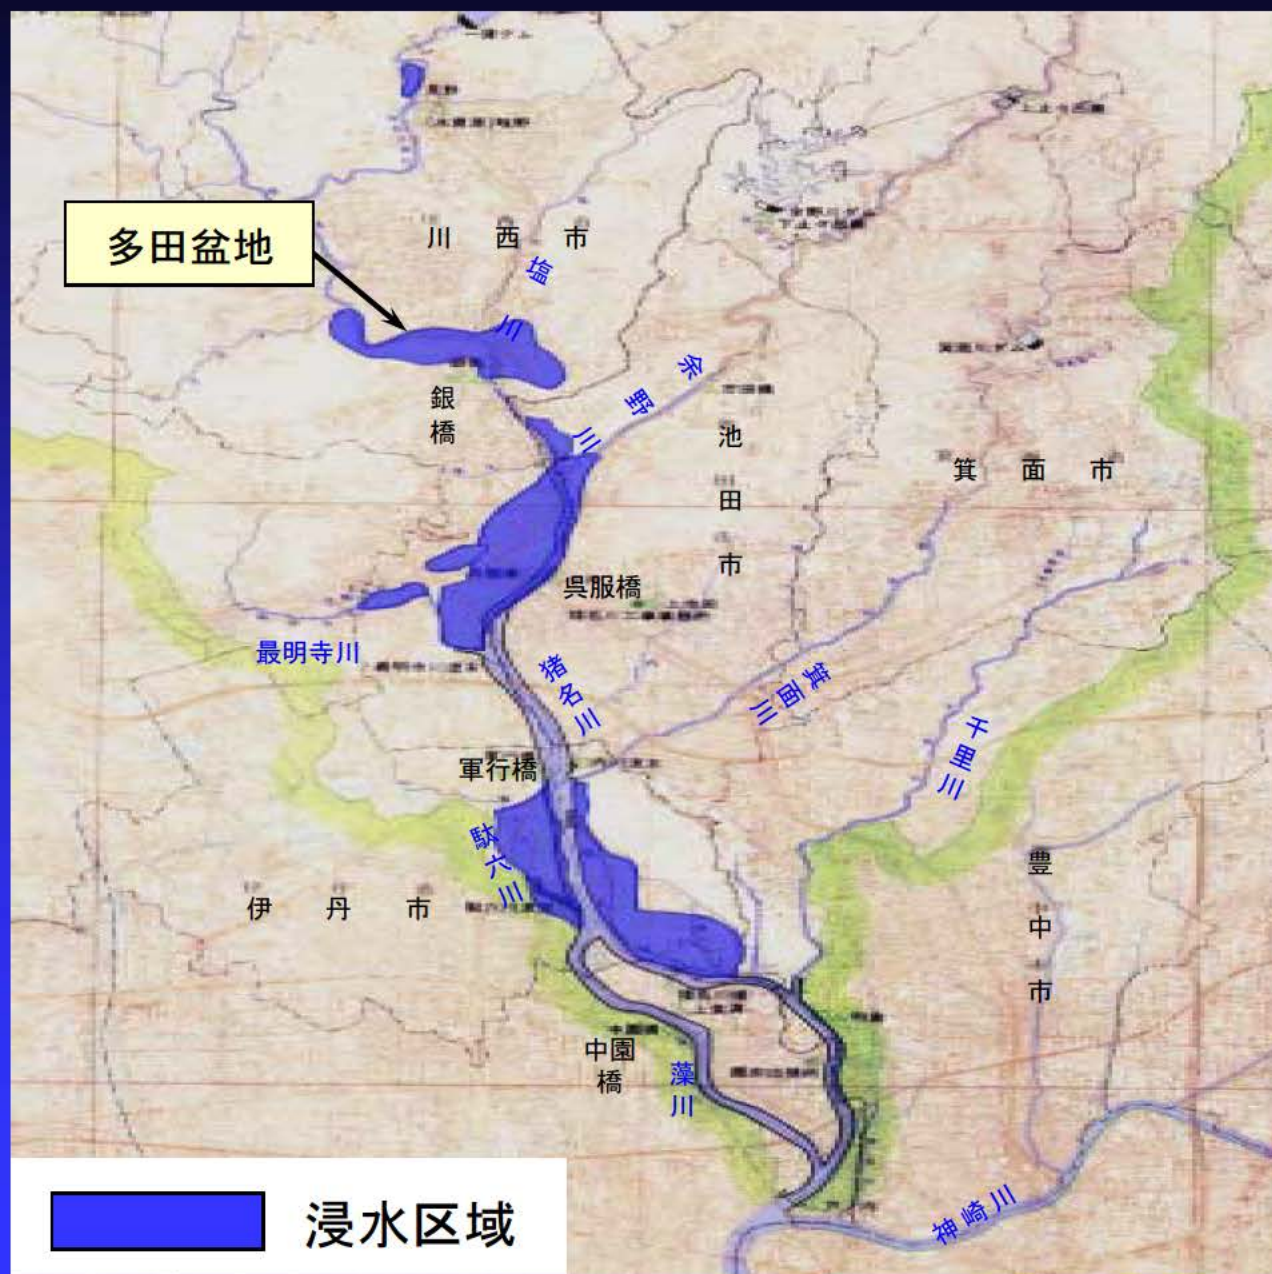 多田盆地
川西市
塩川
余野川
銀橋
池田市
箕面市
呉服橋
最明寺川
猪名川
箕面川
千里川
軍行橋
駄六川
伊丹市
豊中市
中園橋
藻川
神崎川
浸水区域